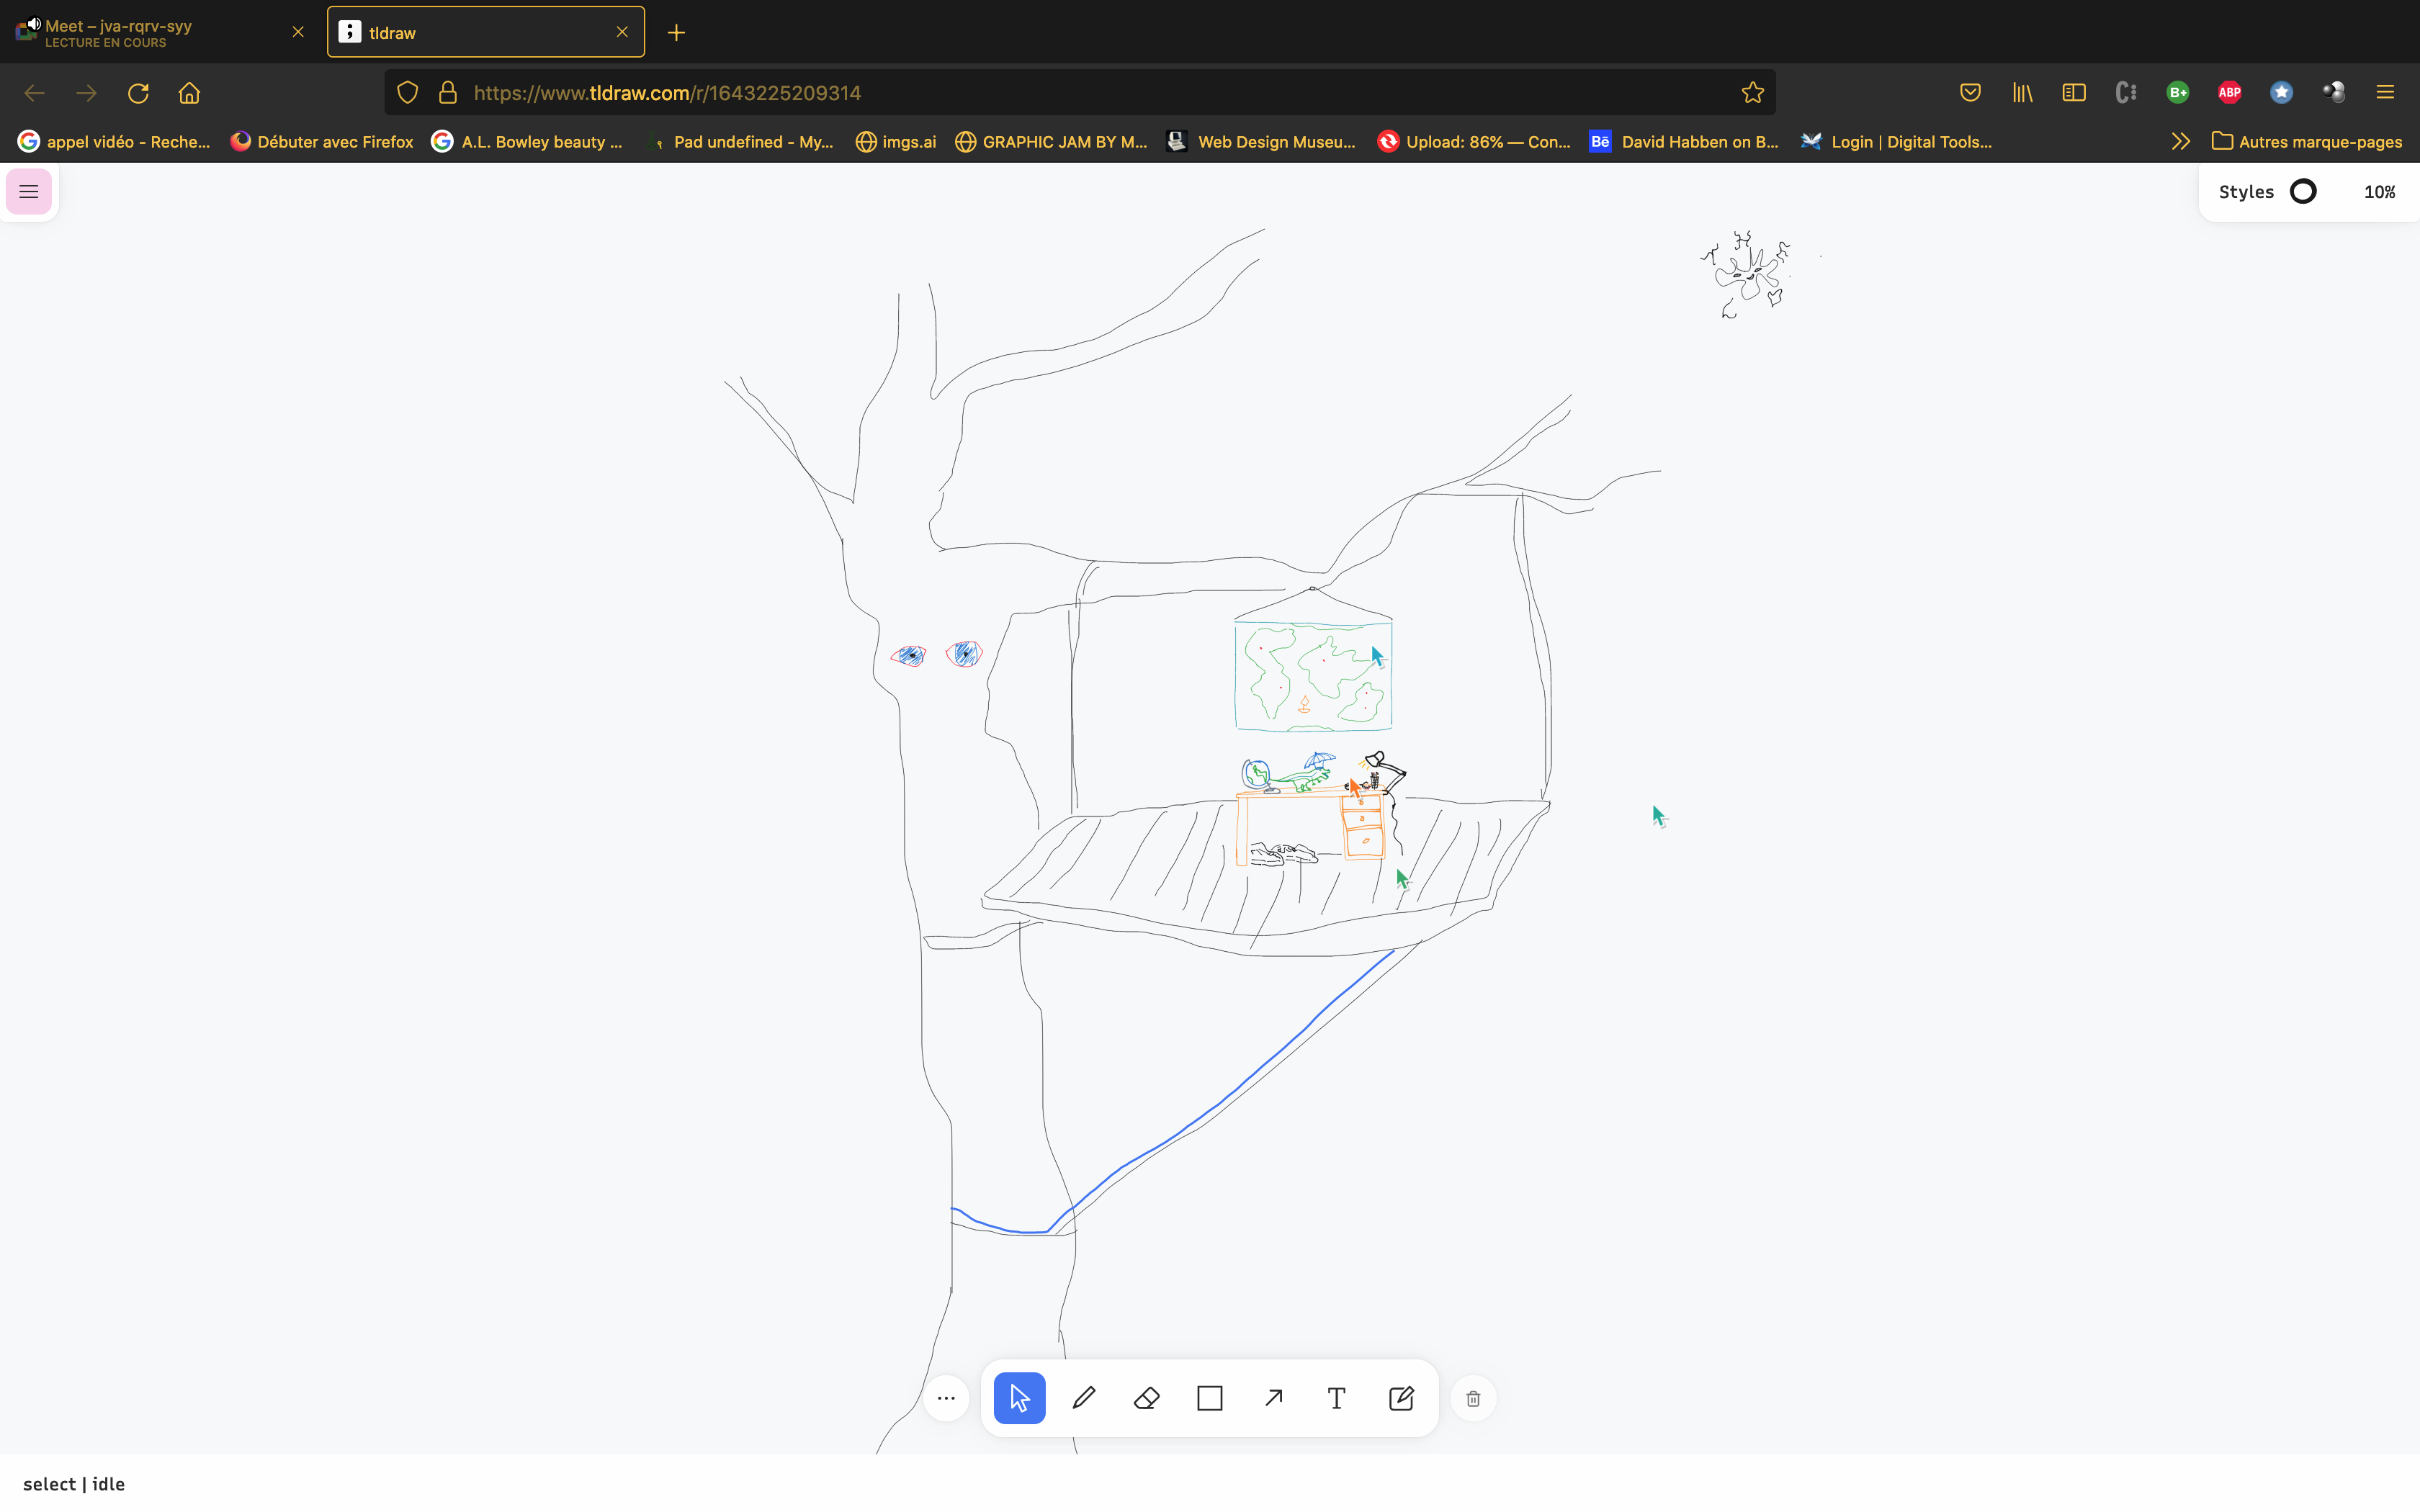 Meet – jva-rqrv-syy
LECTURE EN COURS
tldraw
https://www.tldraw.com/r/1643225209314
appel vidéo - Reche...
Débuter avec Firefox
A.L. Bowley beauty ...
Pad undefined - My...
imgs.ai
GRAPHIC JAM BY M...
Web Design Museu...
Upload: 86% — Con...
Bē
David Habben on B...
Login | Digital Tools...
Autres marque-pages
B+
ABP
Styles
10%
T
select | idle